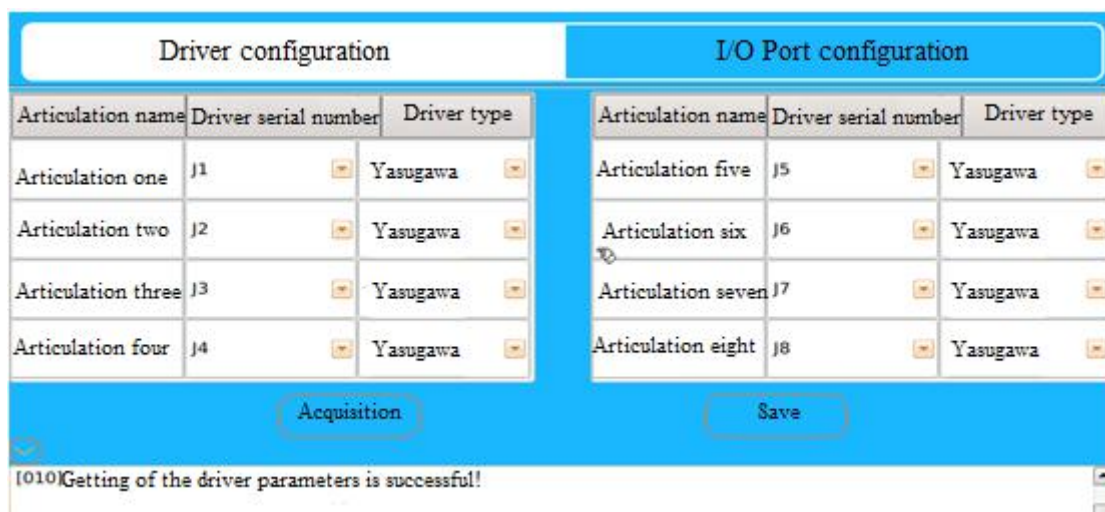 Driver configuration
I/O Port configuration
Articulation name Driver serial number Driver type
Articulation one J1 Yasugawa
Articulation two J2 Yasugawa
Articulation three J3 Yasugawa
Articulation four J4 Yasugawa
Articulation name Driver serial number Driver type
Articulation five J5 Yasugawa
Articulation six J6 Yasugawa
Articulation seven J7 Yasugawa
Articulation eight J8 Yasugawa
Acquisition
Save
[010]Getting of the driver parameters is successful!